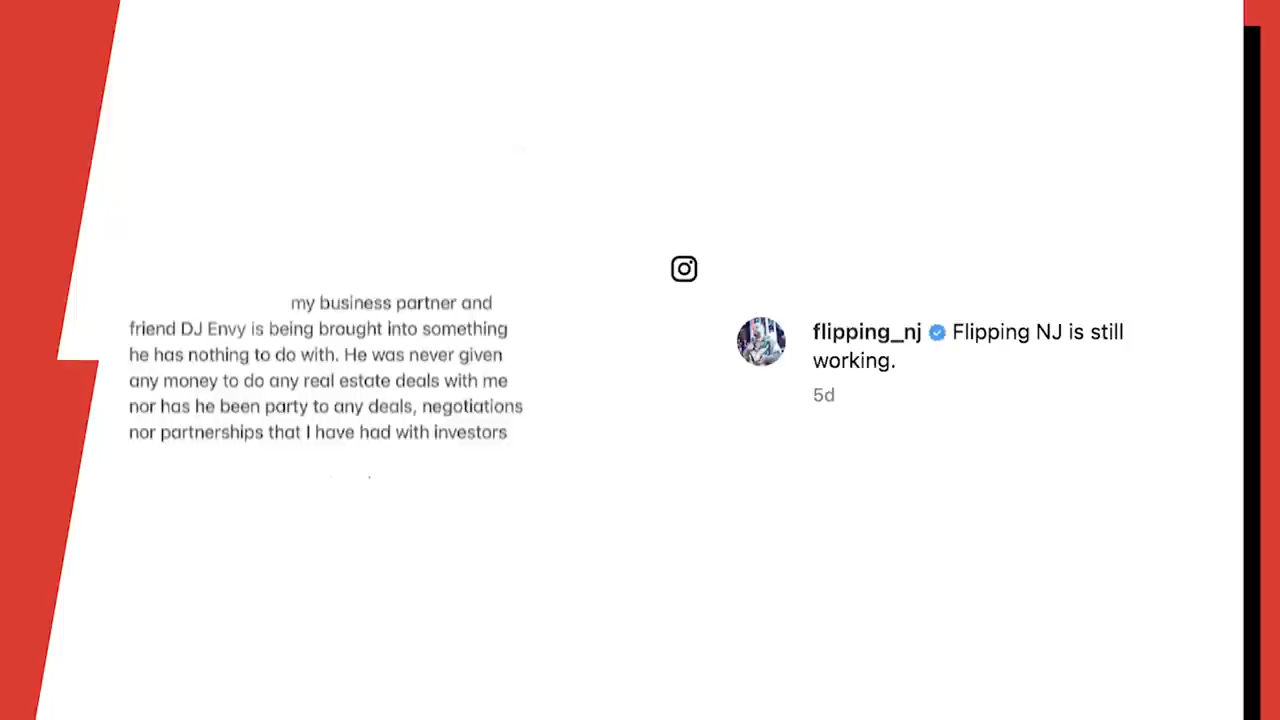 my business partner and
friend DJ Envy is being brought into something
he has nothing to do with. He was never given
any money to do any real estate deals with me
nor has he been party to any deals, negotiations
nor partnerships that I have had with investors
flipping_nj Flipping NJ is still
working.
5d